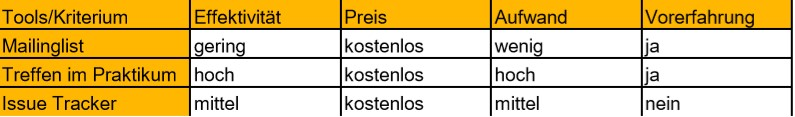 Tools/Kriterium Effektivität Preis Aufwand Vorerfahrung
Mailinglist gering kostenlos wenig ja
Treffen im Praktikum hoch kostenlos hoch ja
Issue Tracker mittel kostenlos mittel nein